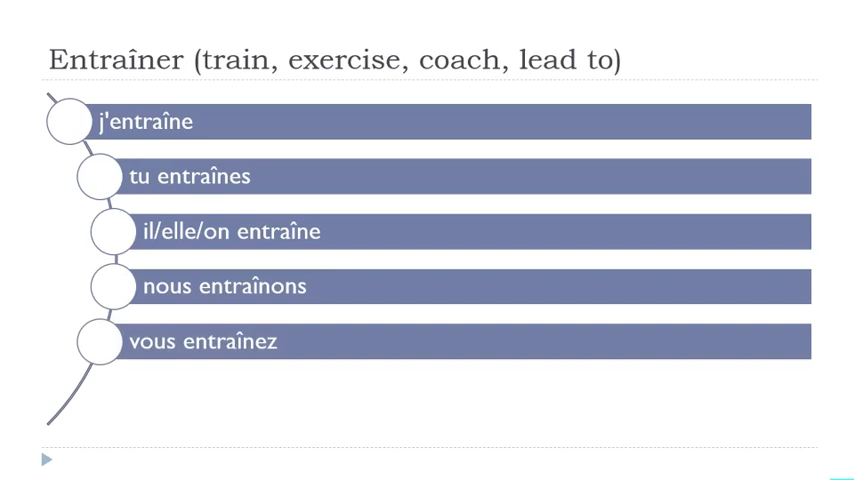 Entraîner (train, exercise, coach, lead to)
j'entraîne
tu entraînes
il/elle/on entraîne
nous entraînons
vous entraînez